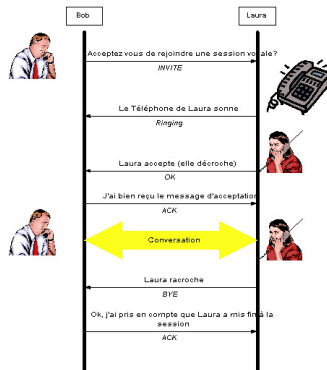 Bob
Laura
Acceptez vous de rejoindre une session vocale?
INVITE
Le Téléphone de Laura sonne
Ringing
Laura accepte (elle décroche)
OK
J'ai bien reçu le message d'acceptation
ACK
Conversation
Laura racroche
BYE
Ok, j'ai pris en compte que Laura a mis fin à la
session
ACK